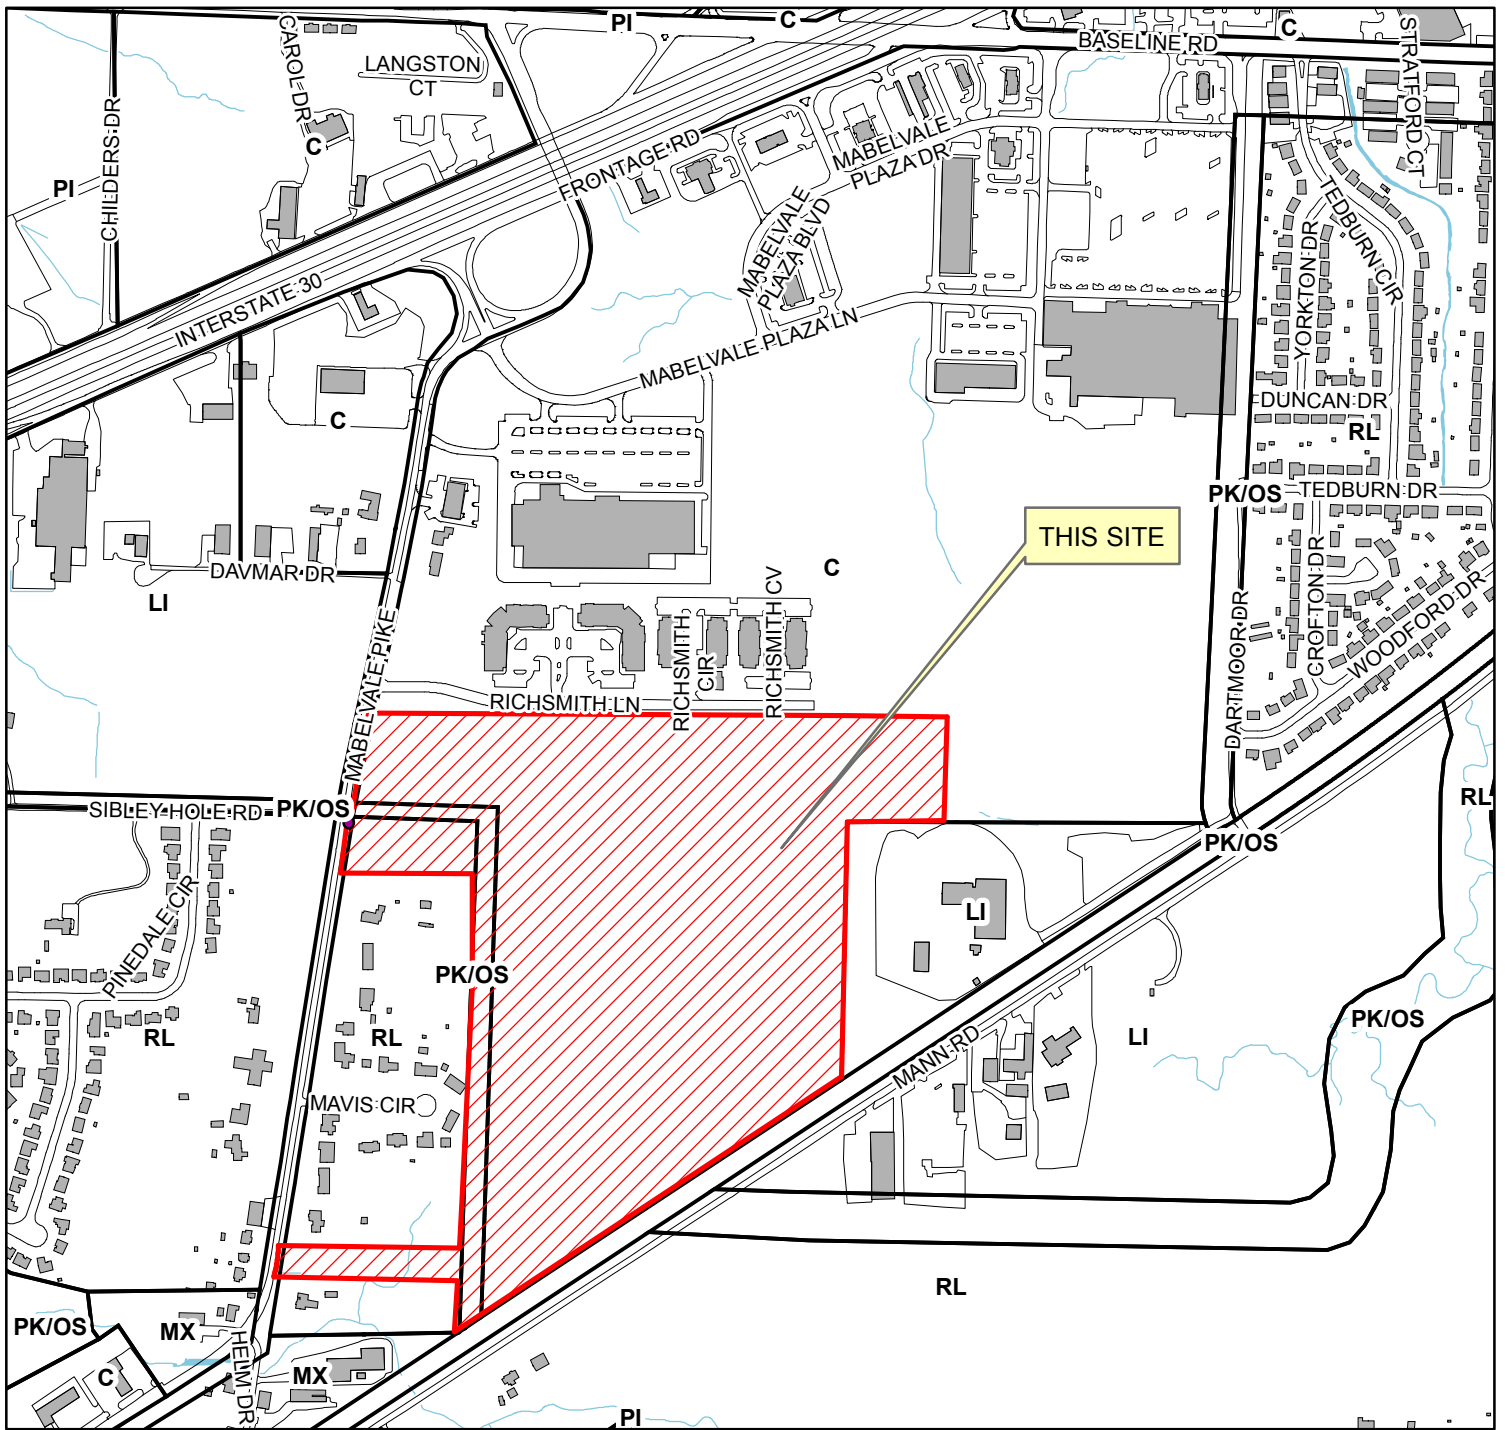 PI
C
C
BASELINE RD
STRATFORD CT
CAROL DR
LANGSTON
CT
CHILDERS DR
C
PI
FRONTAGE RD
MABELVALE
PLAZA DR
MABELVALE
PLAZA BLVD
TEDBURN CIR
YORKTON DR
INTERSTATE 30
MABELVALE PLAZA LN
DUNCAN DR
RL
C
PK/OS
TEDBURN DR
THIS SITE
CROFTON DR
WOODFORD DR
DARTMOOR DR
DAVMAR DR
LI
C
MABELVALE PIKE
RICHSMITH LN
RICHSMITH
CIR
RICHSMITH CV
SIBLEY HOLE RD
PK/OS
RL
PK/OS
PINEDALE CIR
LI
PK/OS
RL
RL
PK/OS
LI
MANN RD
MAVIS CIR
RL
PK/OS
MX
HELM DR
C
MX
PI